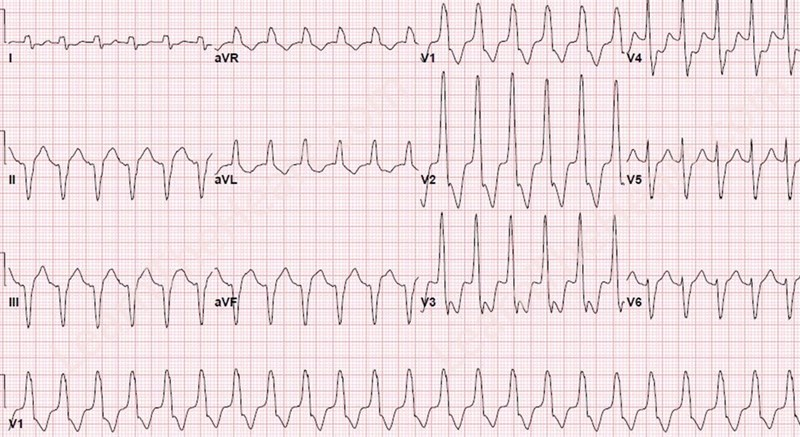 I aVR V1 V4
II aVL V2 V5
III aVF V3 V6
V1